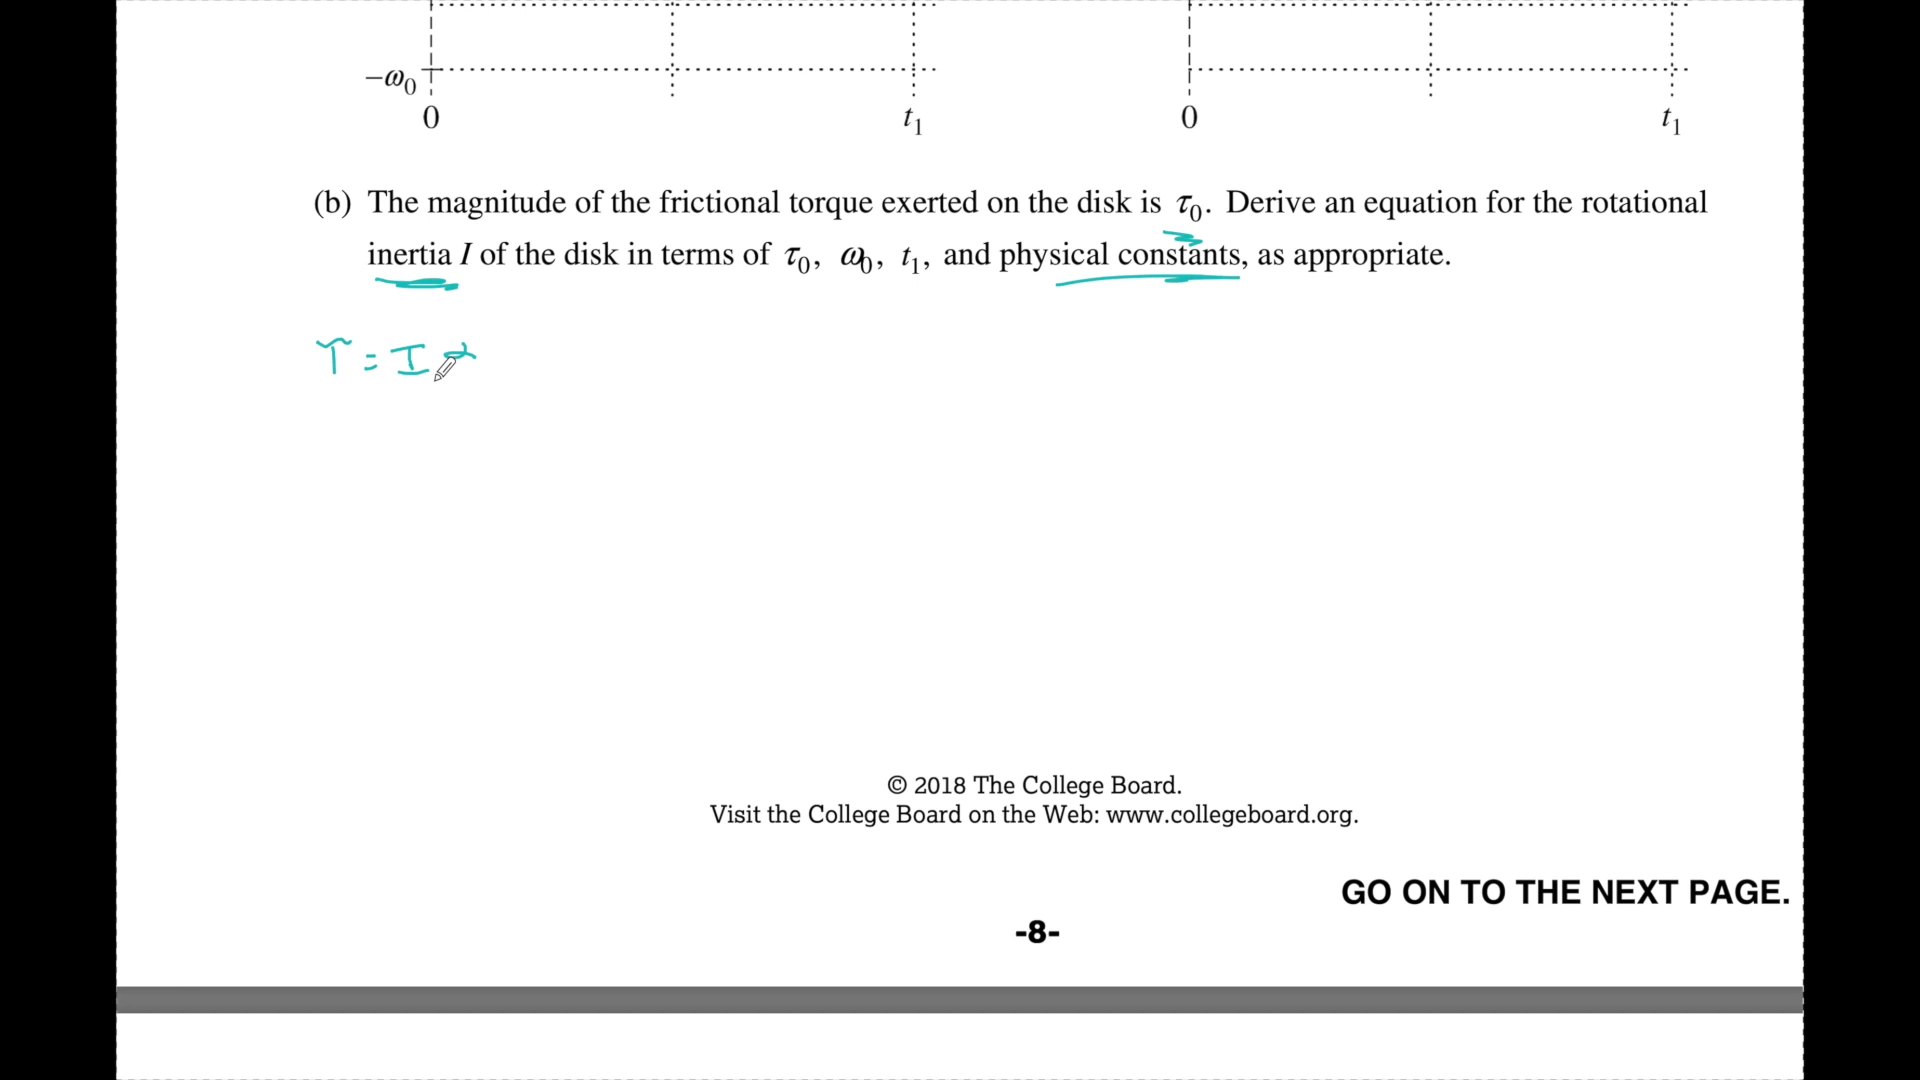 −ω₀
0 t₁ 0 t₁
(b) The magnitude of the frictional torque exerted on the disk is τ₀. Derive an equation for the rotational
inertia I of the disk in terms of τ₀, ω₀, t₁, and physical constants, as appropriate.
τ = I α
© 2018 The College Board.
Visit the College Board on the Web: www.collegeboard.org.
GO ON TO THE NEXT PAGE.
-8-